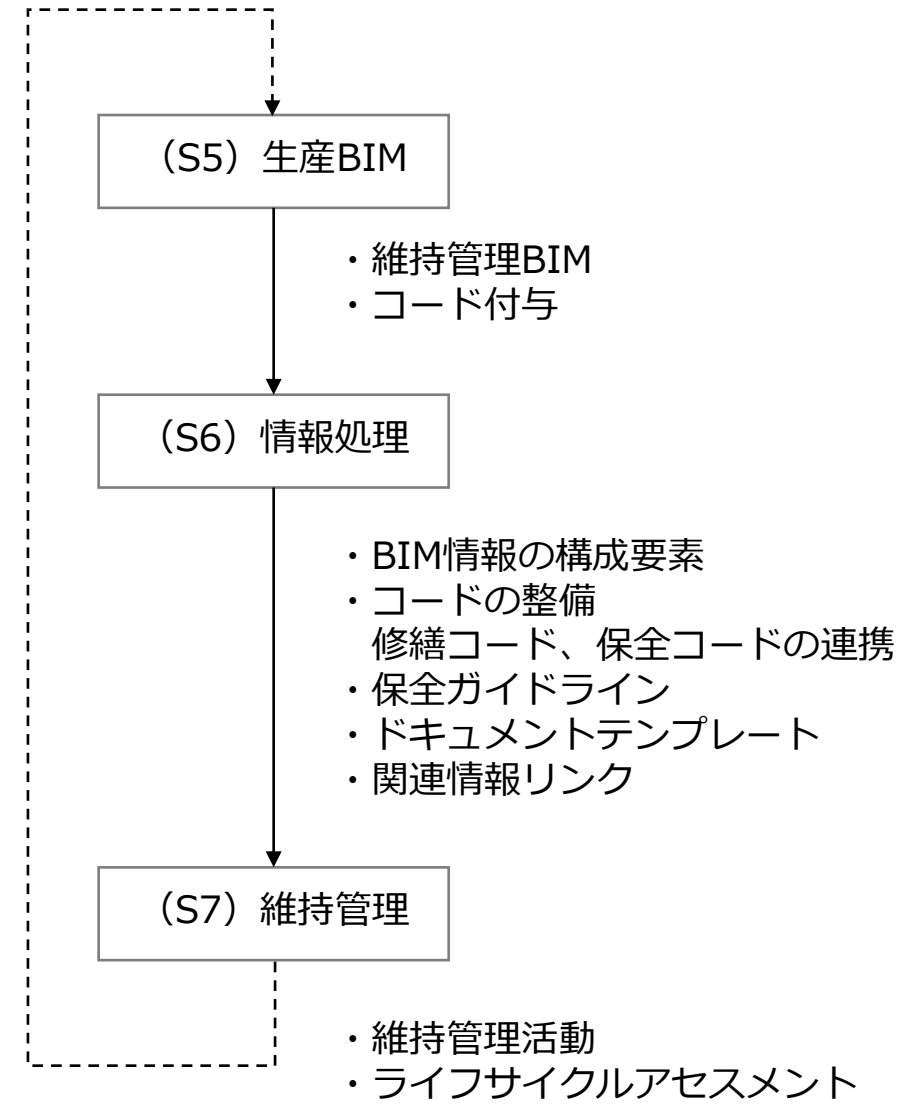 （S5）生産BIM
・維持管理BIM
・コード付与
（S6）情報処理
・BIM情報の構成要素
・コードの整備
修繕コード、保全コードの連携
・保全ガイドライン
・ドキュメントテンプレート
・関連情報リンク
（S7）維持管理
・維持管理活動
・ライフサイクルアセスメント